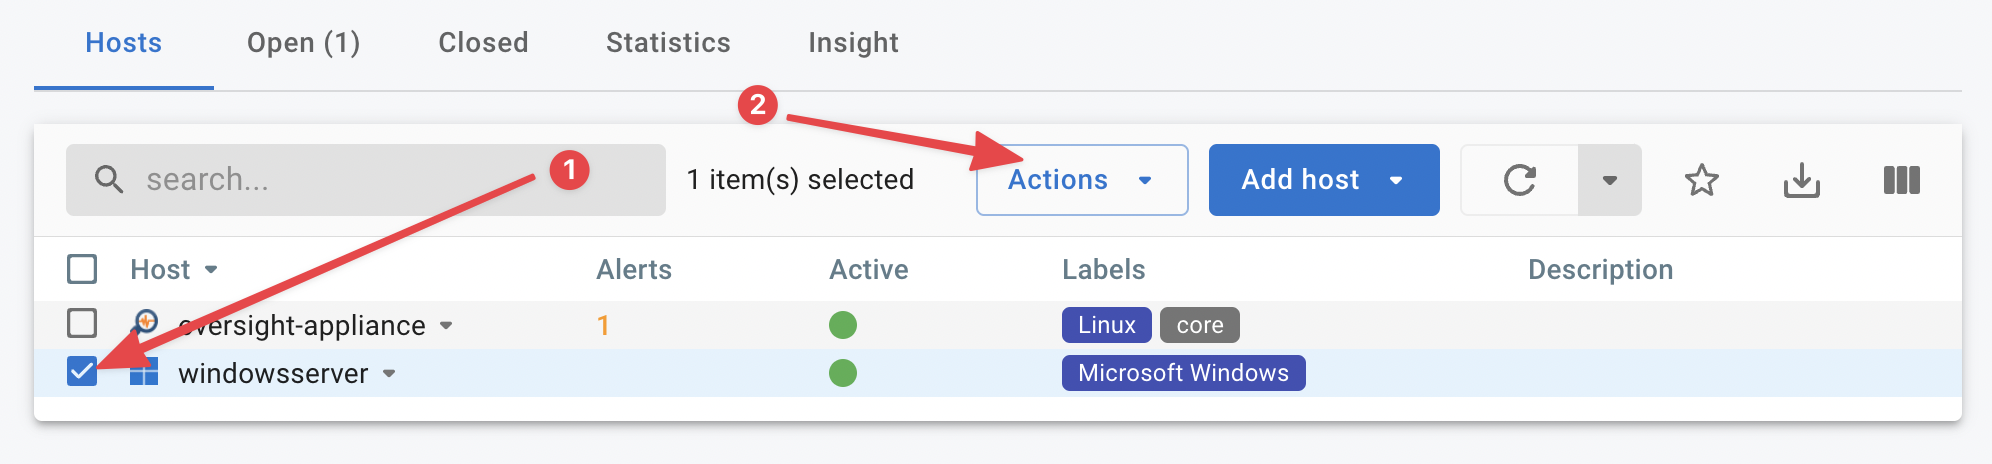 Hosts Open (1) Closed Statistics Insight
2
search... 1 1 item(s) selected Actions Add host
Host Alerts Active Labels Description
oversight-appliance 1 Linux core
windowsserver Microsoft Windows